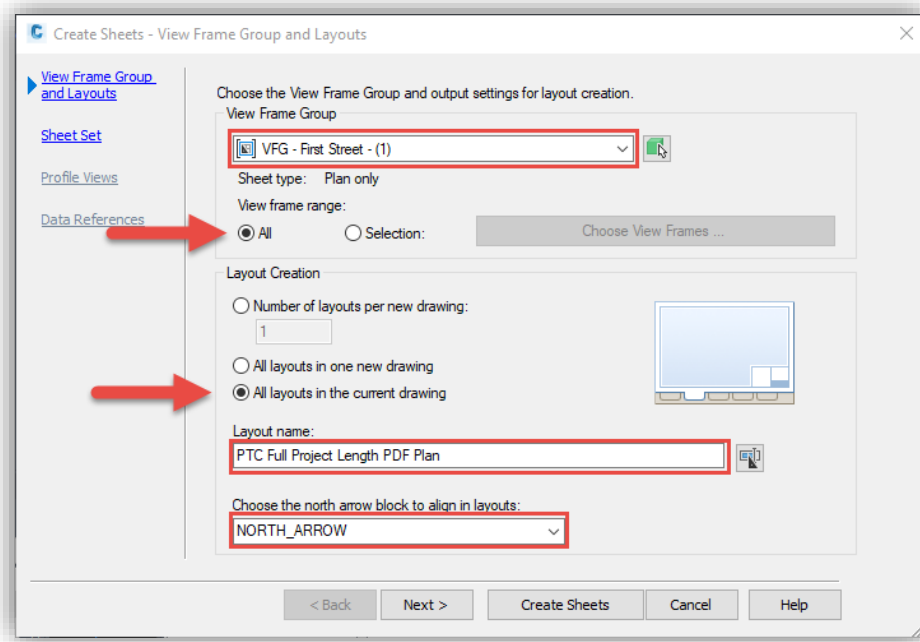 C Create Sheets - View Frame Group and Layouts
View Frame Group
and Layouts
Sheet Set
Profile Views
Data References
Choose the View Frame Group and output settings for layout creation.
View Frame Group
VFG - First Street - (1)
Sheet type: Plan only
View frame range:
All Selection: Choose View Frames ...
Layout Creation
Number of layouts per new drawing:
1
All layouts in one new drawing
All layouts in the current drawing
Layout name:
PTC Full Project Length PDF Plan
Choose the north arrow block to align in layouts:
NORTH_ARROW
< Back Next > Create Sheets Cancel Help